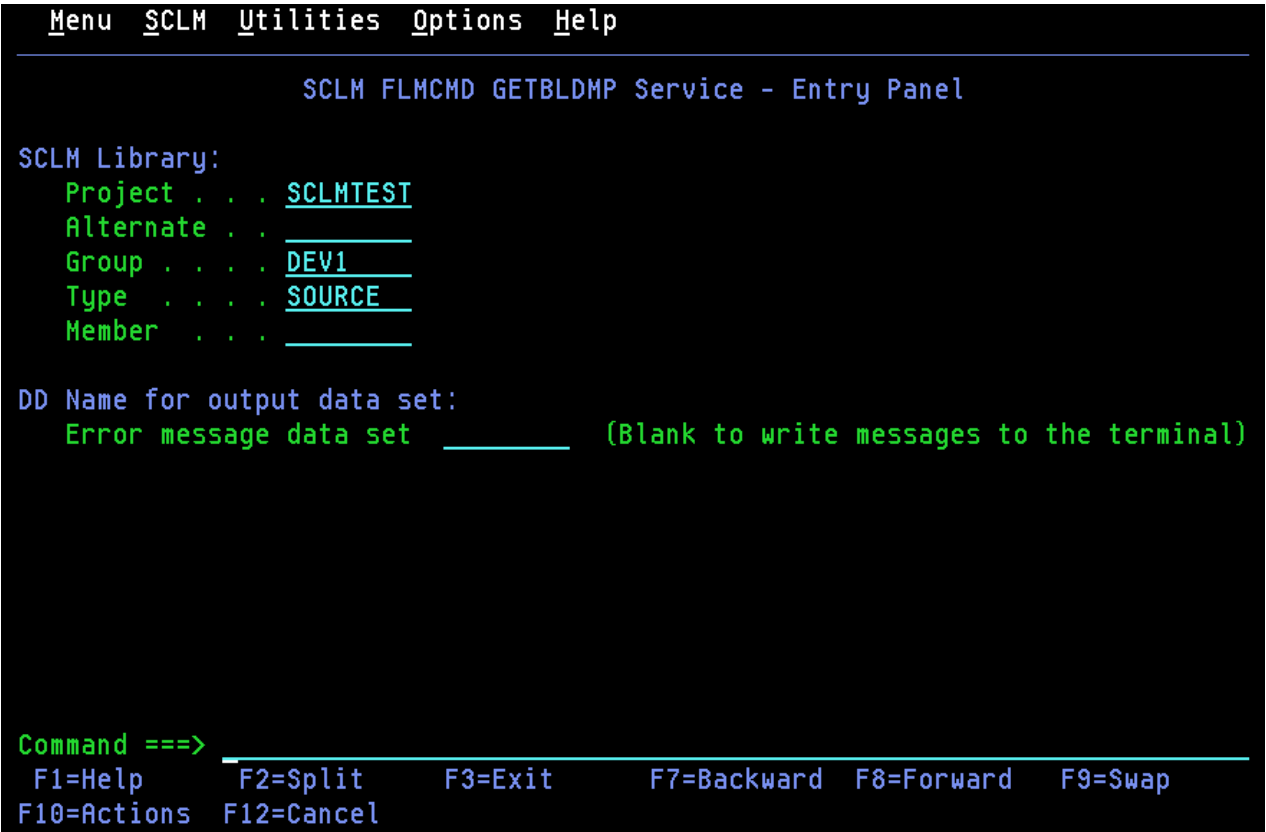 Menu SCLM Utilities Options Help
SCLM FLMCMD GETBLDMP Service - Entry Panel
SCLM Library:
Project . . . SCLMTEST
Alternate . .
Group . . . . DEV1
Type . . . . SOURCE
Member . . .
DD Name for output data set:
Error message data set (Blank to write messages to the terminal)
Command ===>
F1=Help F2=Split F3=Exit F7=Backward F8=Forward F9=Swap
F10=Actions F12=Cancel